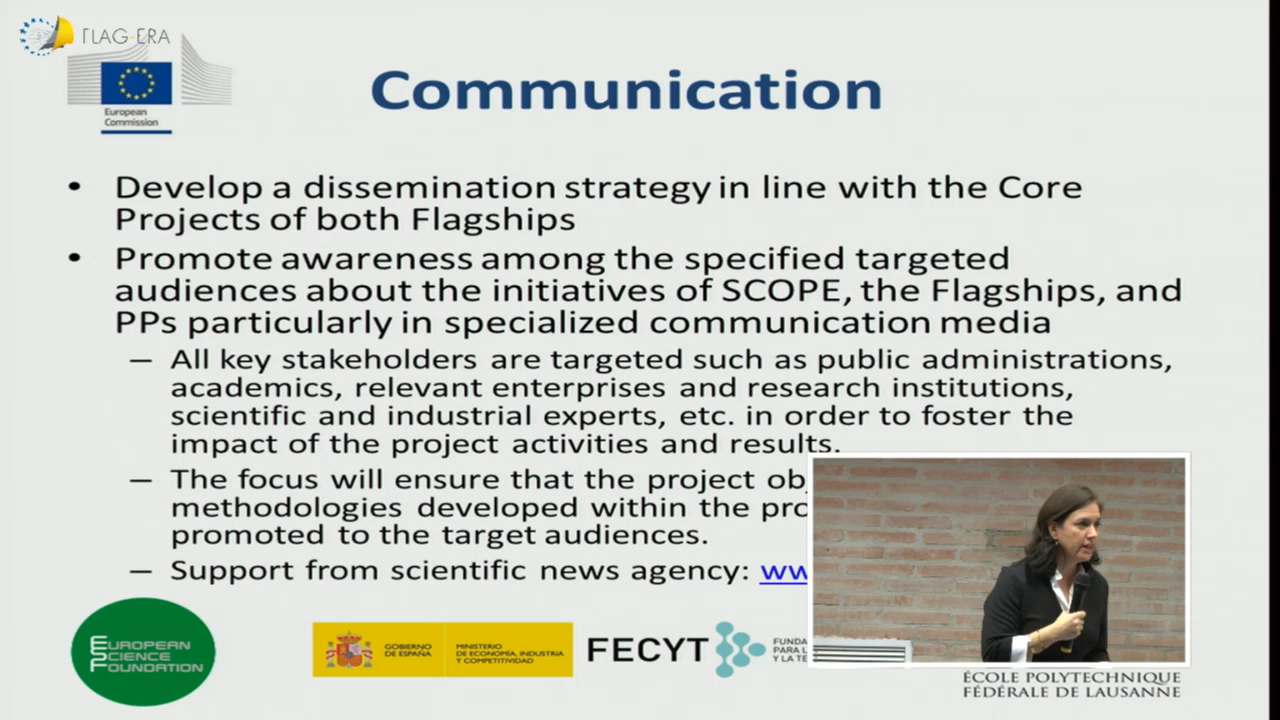 FLAG-ERA
European
Commission
Communication
• Develop a dissemination strategy in line with the Core
Projects of both Flagships
• Promote awareness among the specified targeted
audiences about the initiatives of SCOPE, the Flagships, and
PPs particularly in specialized communication media
– All key stakeholders are targeted such as public administrations,
academics, relevant enterprises and research institutions,
scientific and industrial experts, etc. in order to foster the
impact of the project activities and results.
– The focus will ensure that the project
methodologies developed within the
promoted to the target audiences.
– Support from scientific news agency:
EUROPEAN
SCIENCE
FOUNDATION
GOBIERNO
DE ESPAÑA
MINISTERIO
DE ECONOMÍA, INDUSTRIA
Y COMPETITIVIDAD
FECYT
ÉCOLE POLYTECHNIQUE
FÉDÉRALE DE LAUSANNE